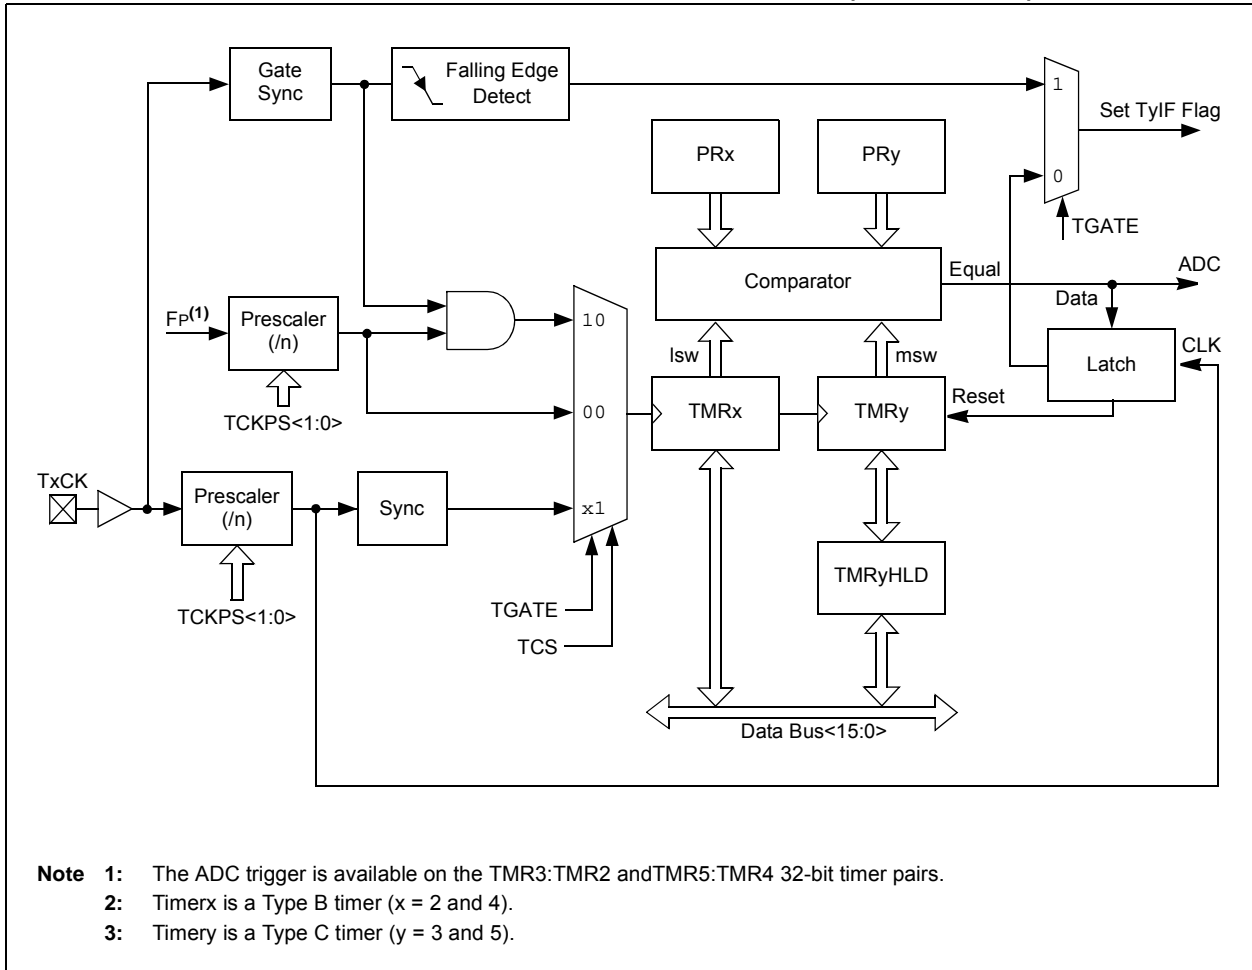 Gate
Sync
Falling Edge
Detect
1
Set TyIF Flag
PRx
PRy
0
TGATE
Comparator
Equal
ADC
Data
FP(1)
Prescaler
(/n)
10
lsw
msw
Latch
CLK
TCKPS<1:0>
00
TMRx
TMRy
Reset
TxCK
Prescaler
(/n)
Sync
x1
TCKPS<1:0>
TGATE
TCS
TMRyHLD
Data Bus<15:0>
Note 1: The ADC trigger is available on the TMR3:TMR2 andTMR5:TMR4 32-bit timer pairs.
2: Timerx is a Type B timer (x = 2 and 4).
3: Timery is a Type C timer (y = 3 and 5).